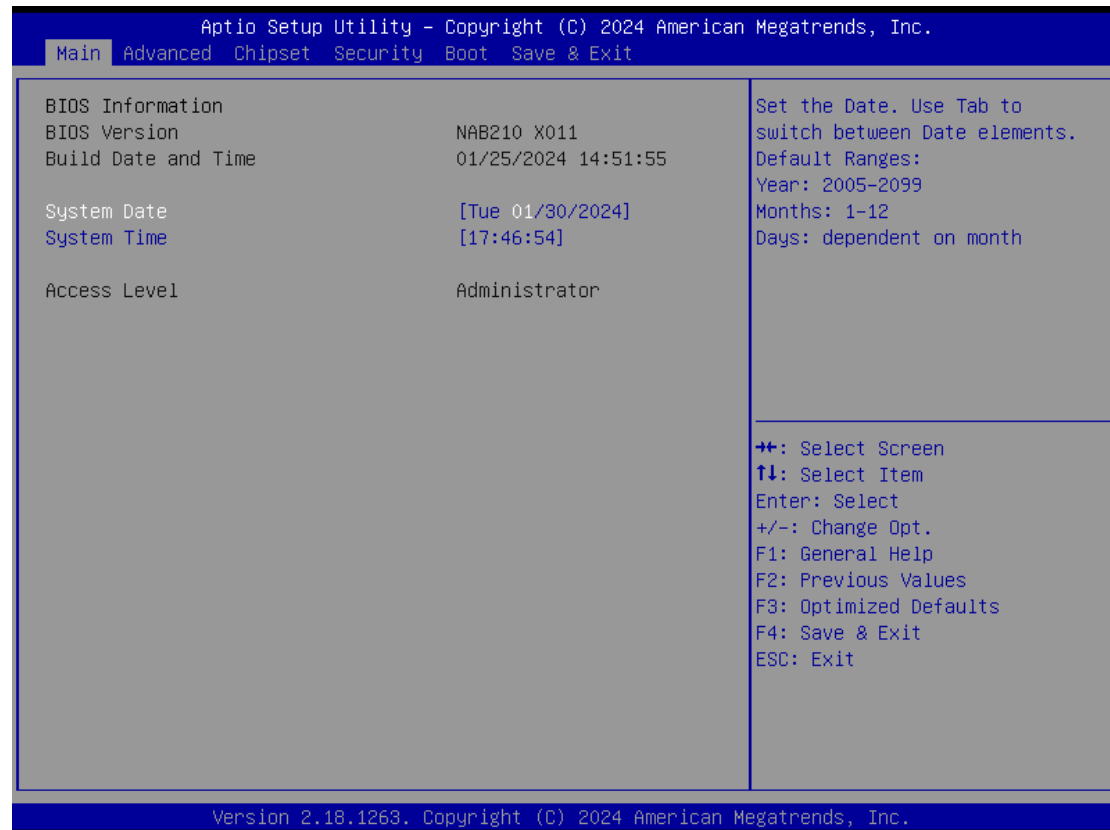 Aptio Setup Utility – Copyright (C) 2024 American Megatrends, Inc.
Main Advanced Chipset Security Boot Save & Exit
BIOS Information
BIOS Version NAB210 X011
Build Date and Time 01/25/2024 14:51:55
System Date [Tue 01/30/2024]
System Time [17:46:54]
Access Level Administrator
Set the Date. Use Tab to
switch between Date elements.
Default Ranges:
Year: 2005–2099
Months: 1–12
Days: dependent on month
→←: Select Screen
↑↓: Select Item
Enter: Select
+/–: Change Opt.
F1: General Help
F2: Previous Values
F3: Optimized Defaults
F4: Save & Exit
ESC: Exit
Version 2.18.1263. Copyright (C) 2024 American Megatrends, Inc.